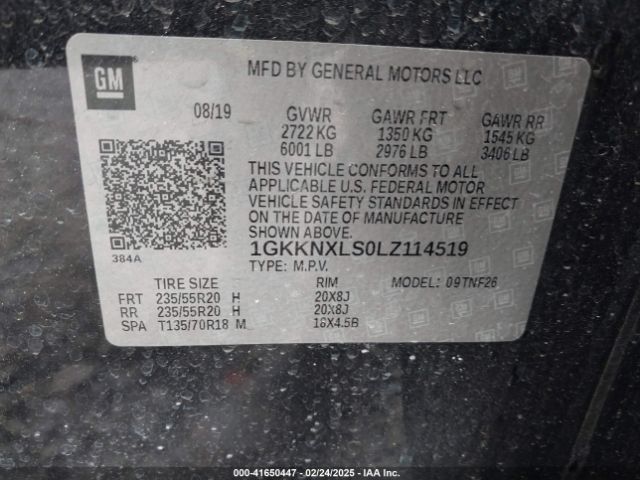 GM
MFD BY GENERAL MOTORS LLC
08/19 GVWR GAWR FRT GAWR RR
2722 KG 1350 KG 1545 KG
6001 LB 2976 LB 3406 LB
THIS VEHICLE CONFORMS TO ALL
APPLICABLE U.S. FEDERAL MOTOR
VEHICLE SAFETY STANDARDS IN EFFECT
ON THE DATE OF MANUFACTURE
SHOWN ABOVE.
384A
1GKKNXLS0LZ114519
TYPE: M.P.V. MODEL: 09TNF26
TIRE SIZE RIM
FRT 235/55R20 H 20X8J
RR 235/55R20 H 20X8J
SPA T135/70R18 M 18X4.5B
000-41650447 - 02/24/2025 - IAA Inc.